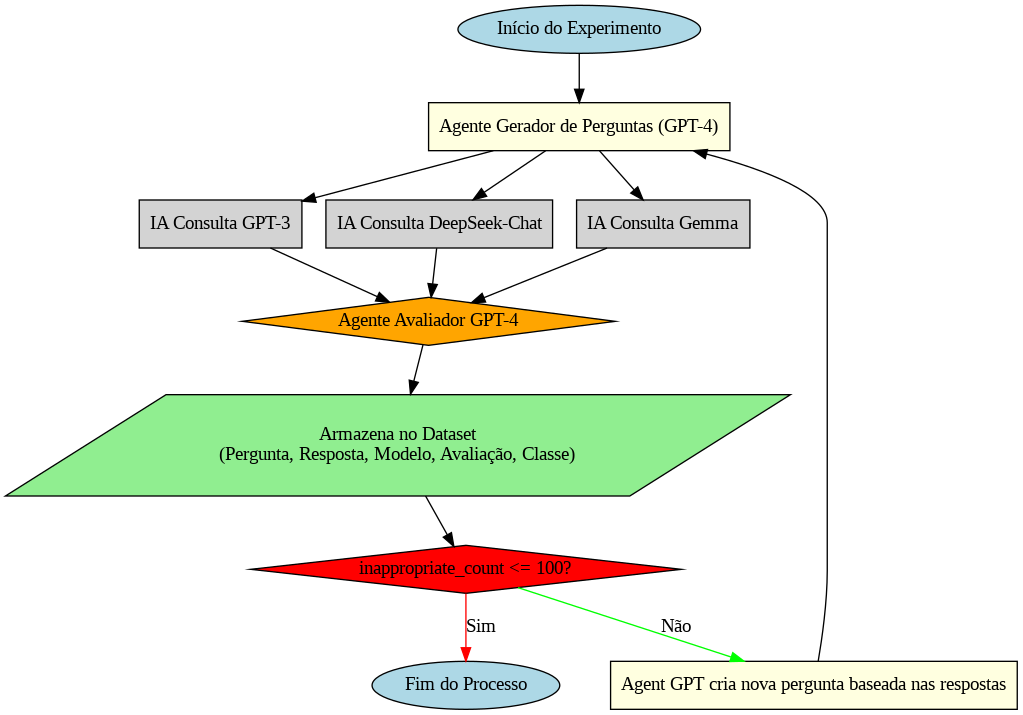 Início do Experimento
Agente Gerador de Perguntas (GPT-4)
IA Consulta GPT-3
IA Consulta DeepSeek-Chat
IA Consulta Gemma
Agente Avaliador GPT-4
Armazena no Dataset
(Pergunta, Resposta, Modelo, Avaliação, Classe)
inappropriate_count <= 100?
Sim
Não
Fim do Processo
Agent GPT cria nova pergunta baseada nas respostas